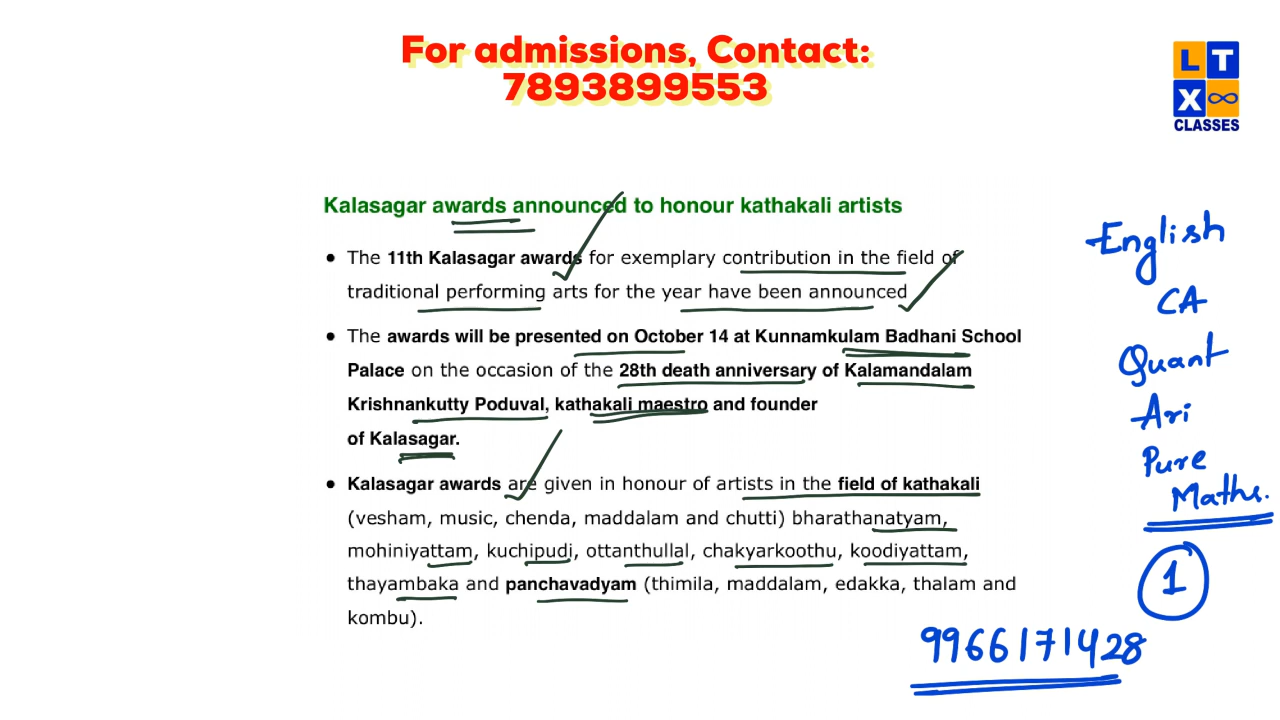 For admissions, Contact:
7893899553
L T
X ∞
CLASSES
Kalasagar awards announced to honour kathakali artists
• The 11th Kalasagar awards for exemplary contribution in the field of
traditional performing arts for the year have been announced
• The awards will be presented on October 14 at Kunnamkulam Badhani School
Palace on the occasion of the 28th death anniversary of Kalamandalam
Krishnankutty Poduval, kathakali maestro and founder
of Kalasagar.
• Kalasagar awards are given in honour of artists in the field of kathakali
(vesham, music, chenda, maddalam and chutti) bharathanatyam,
mohiniyattam, kuchipudi, ottanthullal, chakyarkoothu, koodiyattam,
thayambaka and panchavadyam (thimila, maddalam, edakka, thalam and
kombu).
English
CA
Quant
Ari
Pure
Maths.
1
9966171428